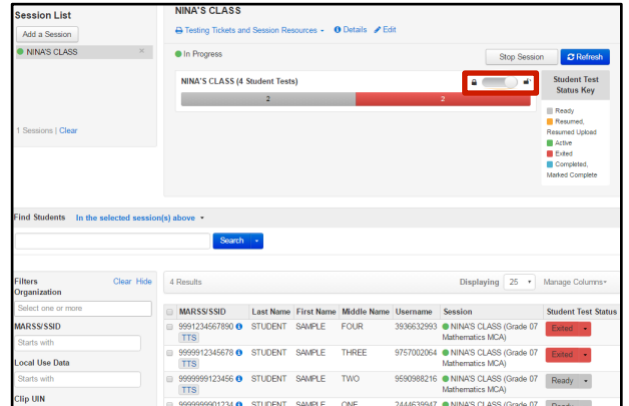 Session List
Add a Session
NINA'S CLASS ×
1 Sessions | Clear
NINA'S CLASS
Testing Tickets and Session Resources Details Edit
In Progress
Stop Session Refresh
NINA'S CLASS (4 Student Tests)
2 2
Student Test
Status Key
Ready
Resumed,
Resumed Upload
Active
Exited
Completed,
Marked Complete
Find Students In the selected session(s) above
Search
Filters Clear Hide
Organization
Select one or more
MARSS/SSID
Starts with
Local Use Data
Starts with
Clip UIN
4 Results Displaying 25 Manage Columns
MARSS/SSID Last Name First Name Middle Name Username Session Student Test Status
9991234567890 STUDENT SAMPLE FOUR 3936632993 NINA'S CLASS (Grade 07 Exited
TTS Mathematics MCA)
9999912345678 STUDENT SAMPLE THREE 9757002064 NINA'S CLASS (Grade 07 Exited
TTS Mathematics MCA)
9999999123456 STUDENT SAMPLE TWO 9590988216 NINA'S CLASS (Grade 07 Ready
TTS Mathematics MCA)
9999999901234 STUDENT SAMPLE ONE 2444639947 NINA'S CLASS (Grade 07 Ready